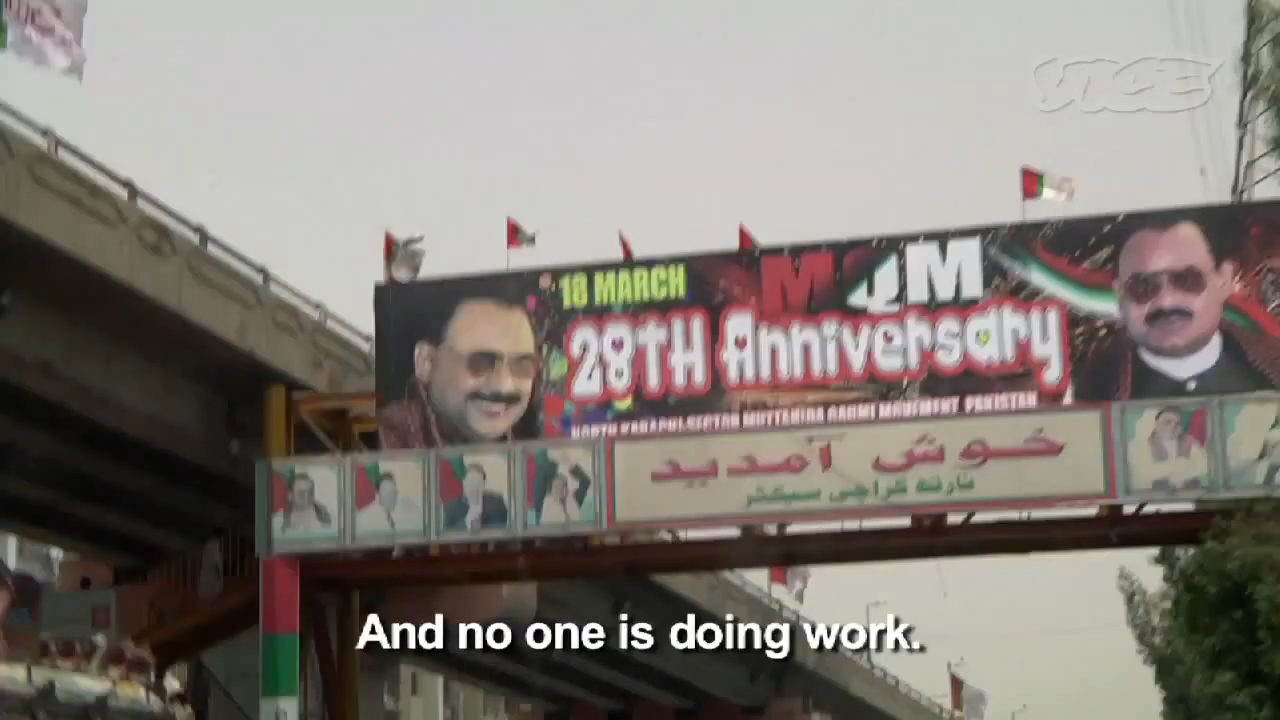 VICE
18 MARCH
MQM
28TH Anniversary
NORTH KARACHI SECTOR MUTTAHIDA QAUMI MOVEMENT, PAKISTAN
خوش آمدید
نارتھ کراچی سیکٹر
And no one is doing work.